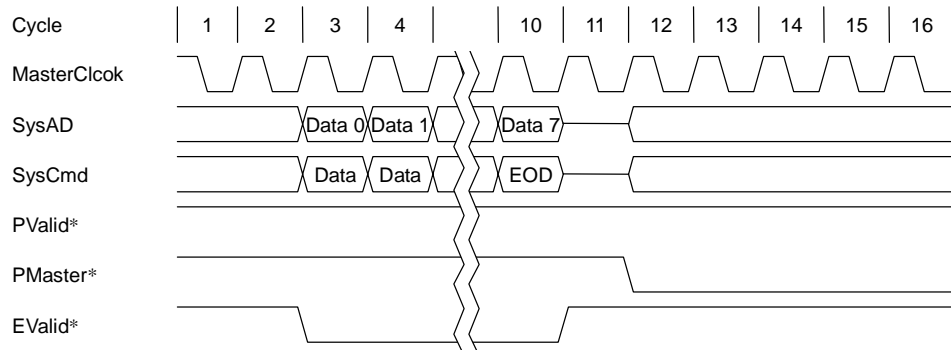 Cycle 1 2 3 4 10 11 12 13 14 15 16
MasterClcok
SysAD Data 0 Data 1 Data 7
SysCmd Data Data EOD
PValid*
PMaster*
EValid*